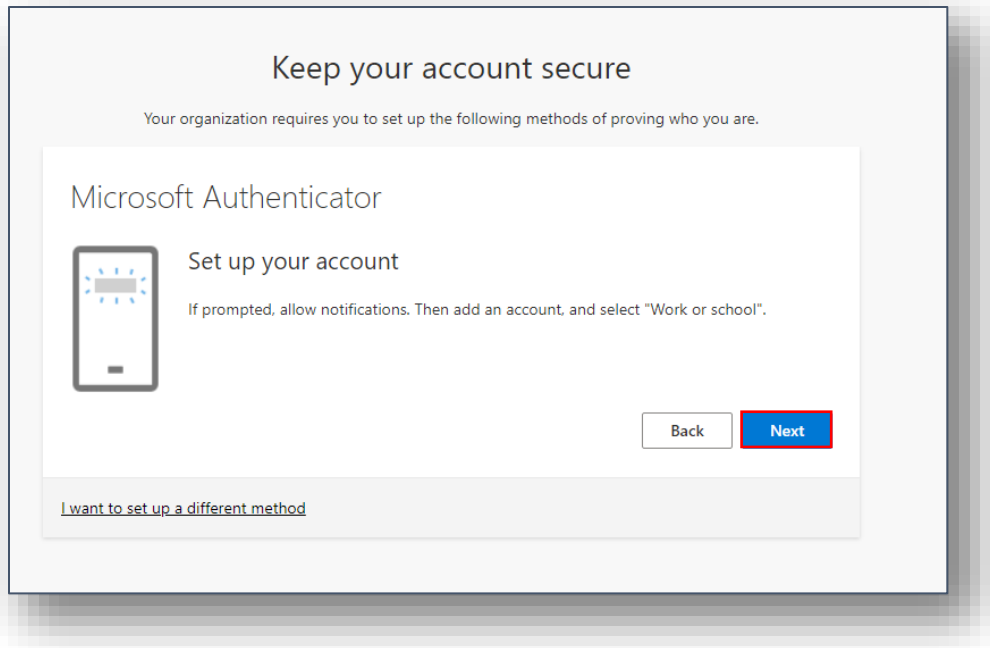 Keep your account secure
Your organization requires you to set up the following methods of proving who you are.
Microsoft Authenticator
Set up your account
If prompted, allow notifications. Then add an account, and select "Work or school".
Back
Next
I want to set up a different method